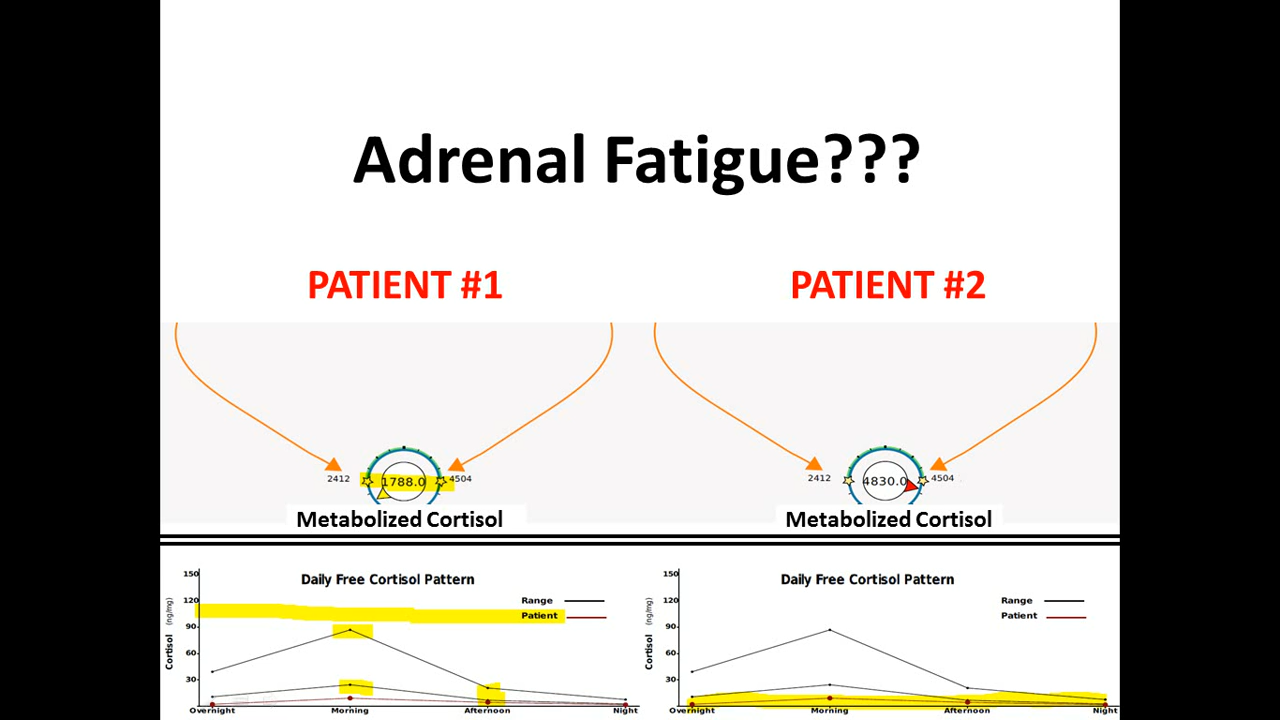 Adrenal Fatigue???
PATIENT #1
PATIENT #2
2412
1788.0
4504
Metabolized Cortisol
2412
4830.0
4504
Metabolized Cortisol
Daily Free Cortisol Pattern
150
120
90
60
30
Cortisol (ng/mg)
Range
Patient
Overnight
Morning
Afternoon
Night
Daily Free Cortisol Pattern
150
120
90
60
30
Cortisol (ng/mg)
Range
Patient
Overnight
Morning
Afternoon
Night